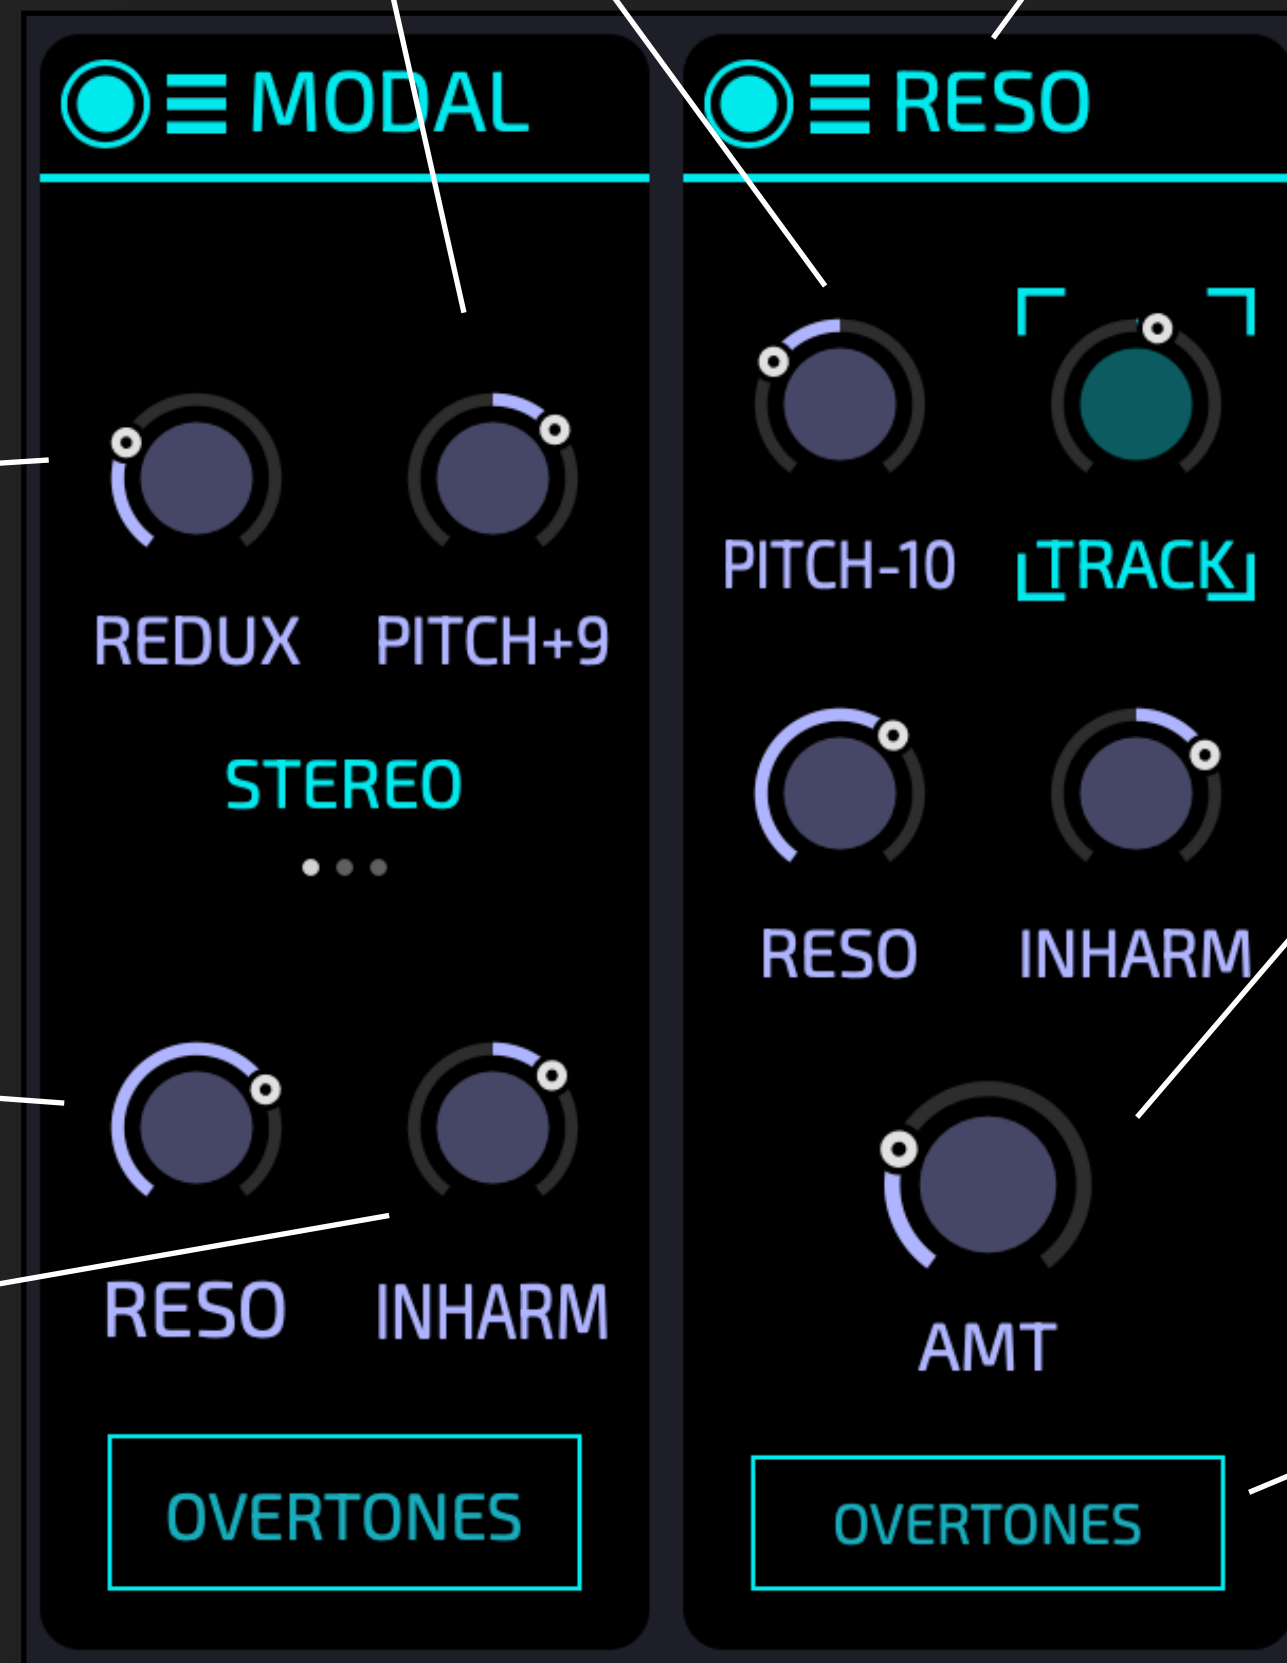 MODAL
REDUX
PITCH+9
STEREO
RESO
INHARM
OVERTONES
RESO
PITCH-10
TRACK
RESO
INHARM
AMT
OVERTONES